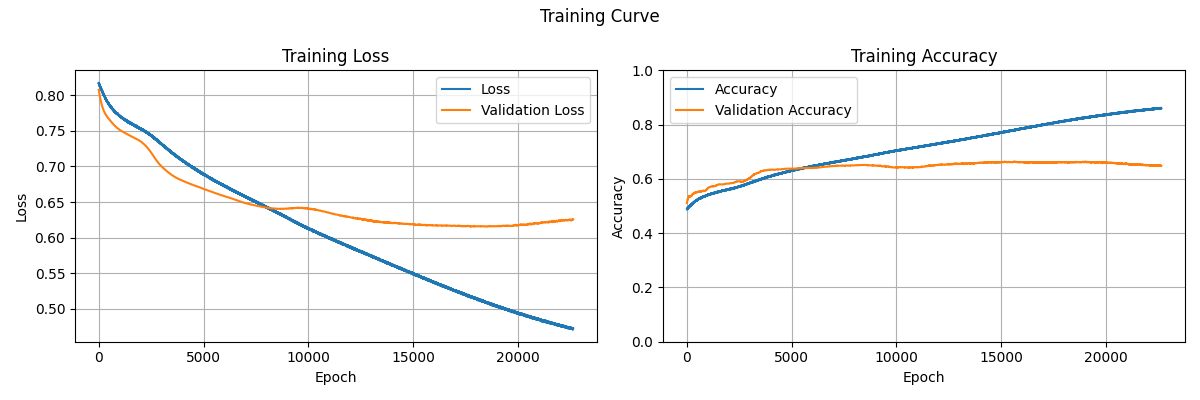 Training Curve
Training Loss
Loss
Validation Loss
0.80
0.75
0.70
0.65
0.60
0.55
0.50
Loss
0
5000
10000
15000
20000
Epoch
Training Accuracy
Accuracy
Validation Accuracy
1.0
0.8
0.6
0.4
0.2
0.0
Accuracy
0
5000
10000
15000
20000
Epoch